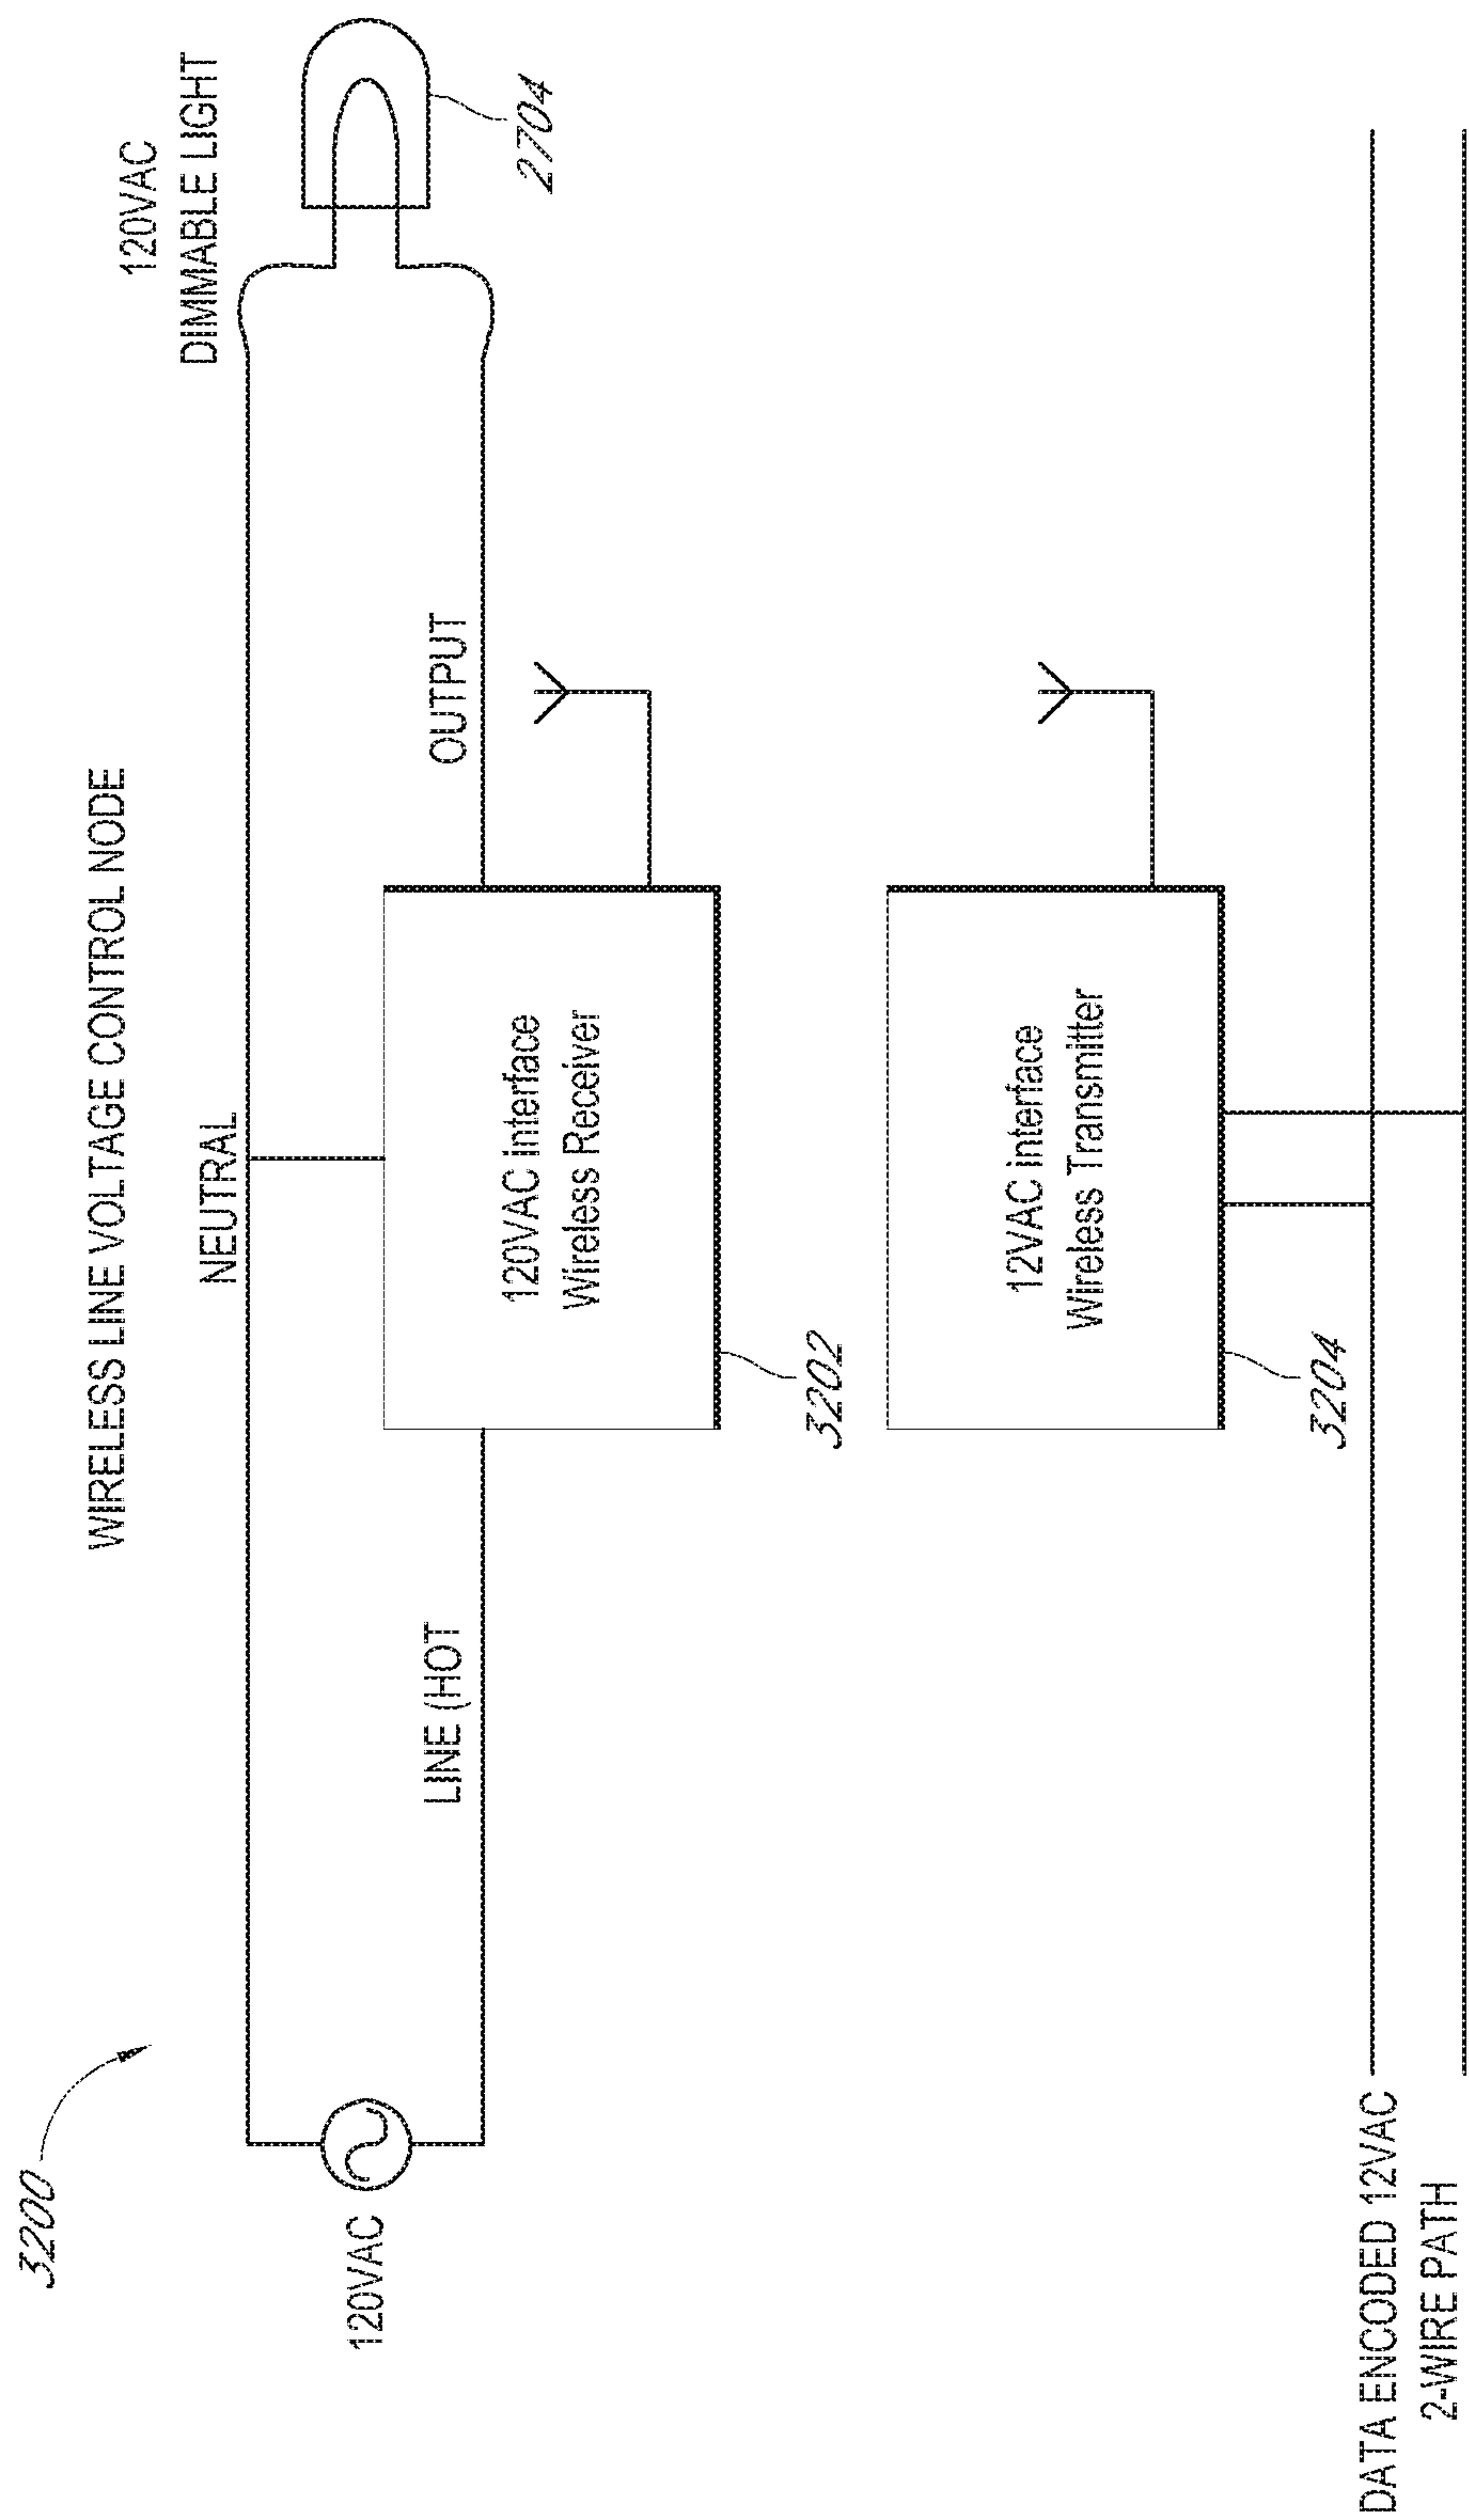 3200
WIRELESS LINE VOLTAGE CONTROL NODE
120VAC
DIMMABLE LIGHT
NEUTRAL
120VAC
LINE (HOT
OUTPUT
2704
120VAC Interface
Wireless Receiver
3202
12VAC Interface
Wireless Transmitter
3204
DATA ENCODED 12VAC
2-WIRE PATH